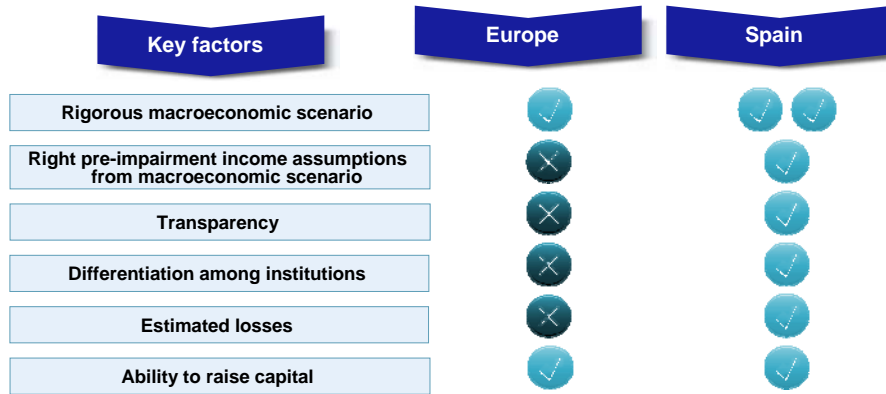 Key factors
Europe
Spain
Rigorous macroeconomic scenario
Right pre-impairment income assumptions
from macroeconomic scenario
Transparency
Differentiation among institutions
Estimated losses
Ability to raise capital